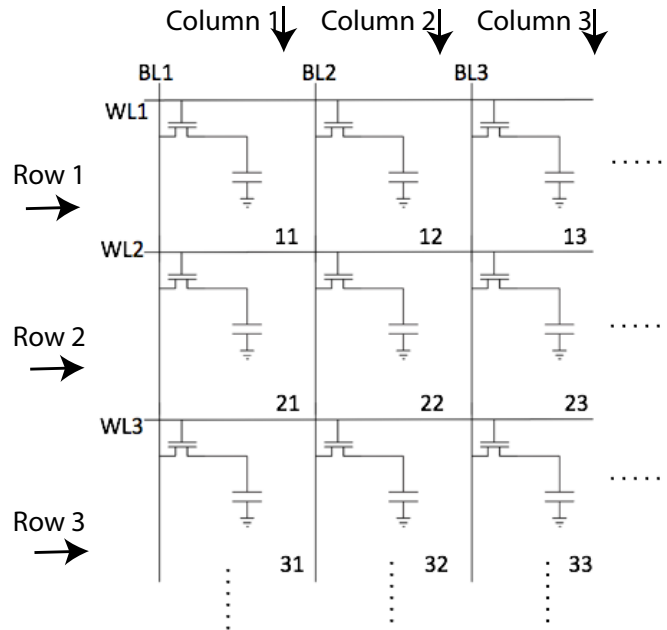 Column 1 Column 2 Column 3
BL1 BL2 BL3
WL1
Row 1
11 12 13
WL2
Row 2
21 22 23
WL3
Row 3
31 32 33